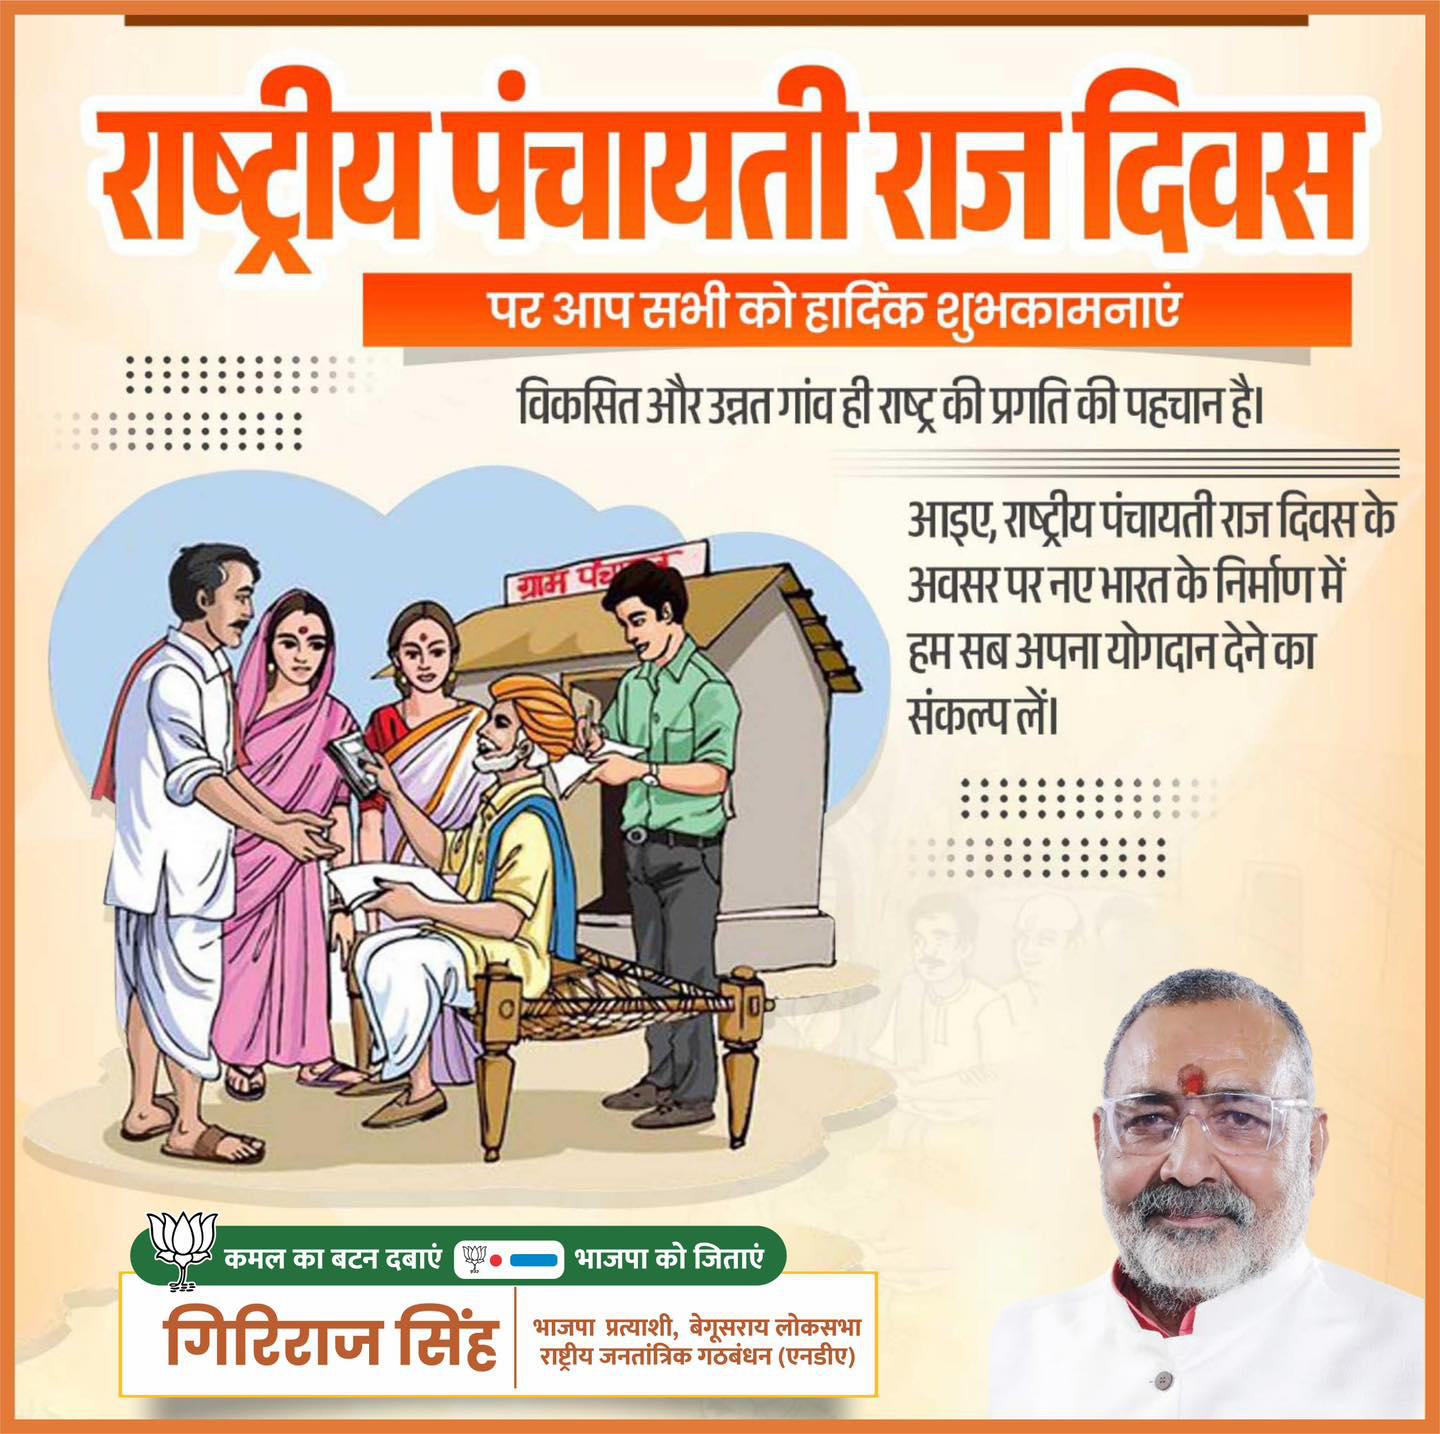 राष्ट्रीय पंचायती राज दिवस
पर आप सभी को हार्दिक शुभकामनाएं
विकसित और उन्नत गांव ही राष्ट्र की प्रगति की पहचान है।
आइए, राष्ट्रीय पंचायती राज दिवस के
अवसर पर नए भारत के निर्माण में
हम सब अपना योगदान देने का
संकल्प लें।
ग्राम
कमल का बटन दबाएं भाजपा को जिताएं
गिरिराज सिंह
भाजपा प्रत्याशी, बेगूसराय लोकसभा
राष्ट्रीय जनतांत्रिक गठबंधन (एनडीए)